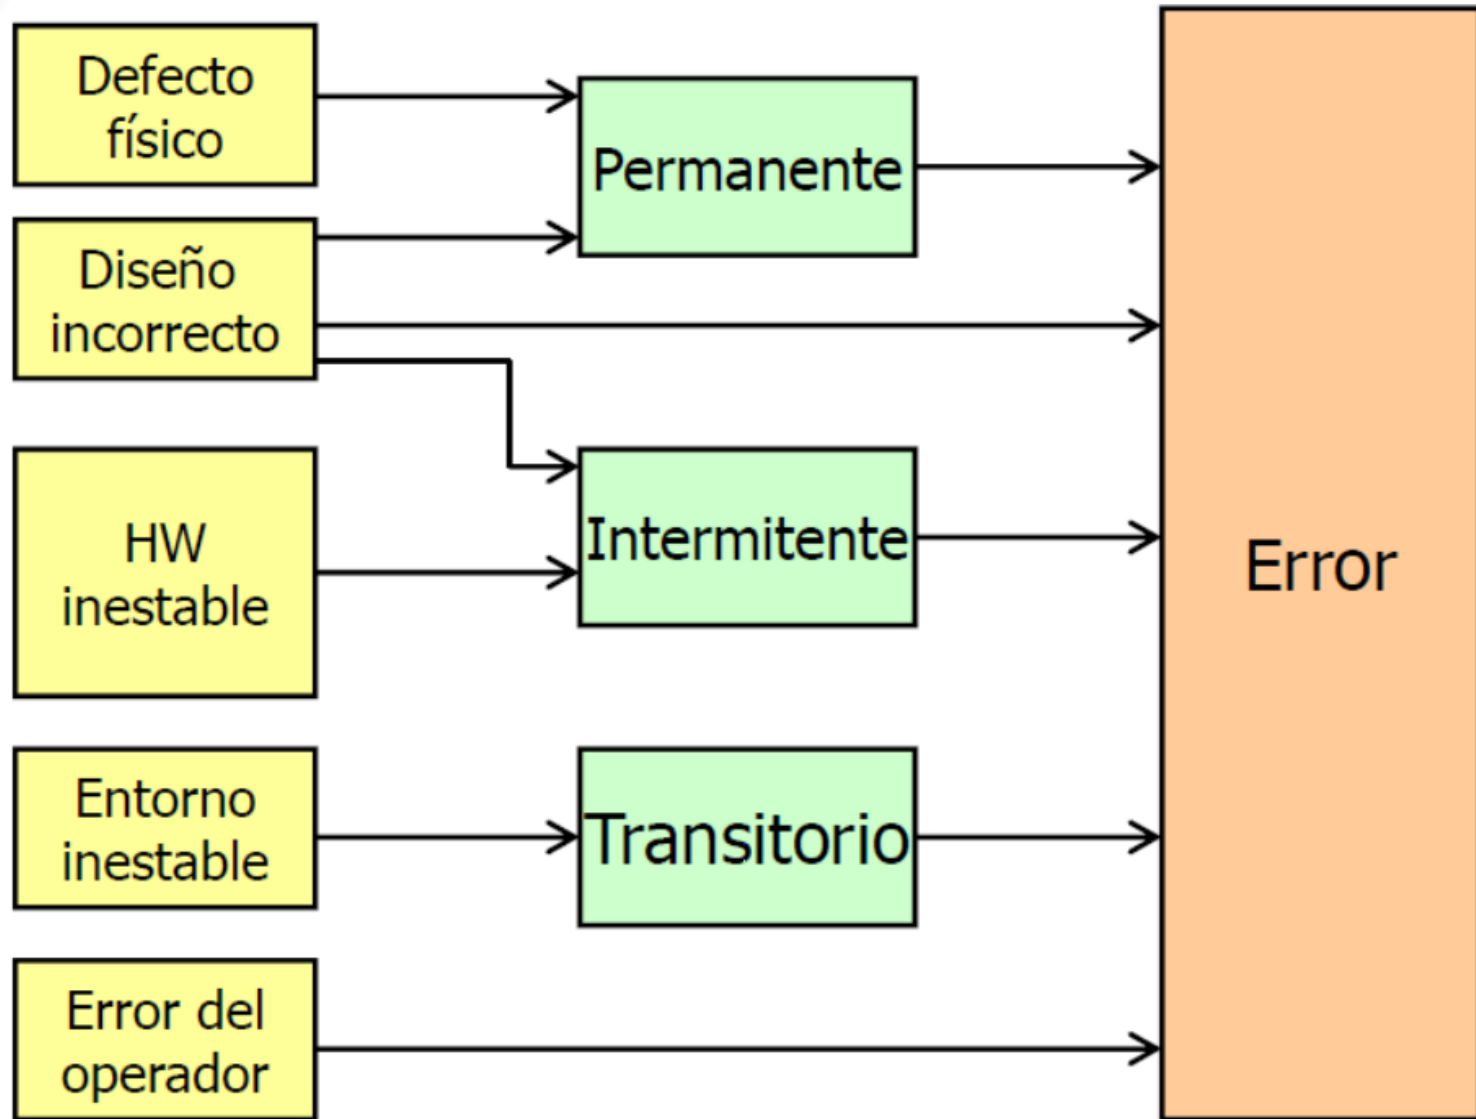 Defecto
físico
Permanente
Diseño
incorrecto
HW
inestable
Intermitente
Error
Entorno
inestable
Transitorio
Error del
operador